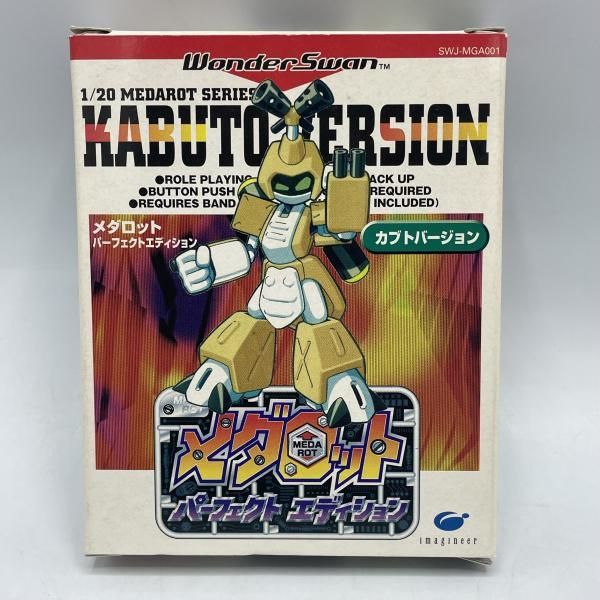 WonderSwan™
SWJ-MGA001
1/20 MEDAROT SERIES
KABUTO VERSION
●ROLE PLAYING ACK UP
●BUTTON PUSH REQUIRED
●REQUIRES BAND INCLUDED)
メダロット
パーフェクトエディション
カブトバージョン
メダロット
MEDA
ROT
パーフェクト エディション
imagineer